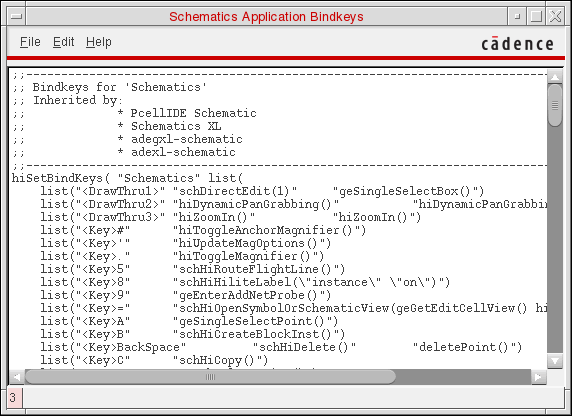 Schematics Application Bindkeys
File Edit Help
cādence
;;--------------------------------------------------------------------------
;; Bindkeys for 'Schematics'
;; Inherited by:
;;             * PcellIDE Schematic
;;             * Schematics XL
;;             * adegxl-schematic
;;             * adexl-schematic
;;--------------------------------------------------------------------------
hiSetBindKeys( "Schematics" list(
    list("<DrawThru1>" "schDirectEdit(1)"     "geSingleSelectBox()")
    list("<DrawThru2>" "hiDynamicPanGrabbing()"        "hiDynamicPanGrabbin
    list("<DrawThru3>" "hiZoomIn()"           "hiZoomIn()")
    list("<Key>#"      "hiToggleAnchorMagnifier()")
    list("<Key>'"      "hiUpdateMagOptions()")
    list("<Key>."      "hiToggleMagnifier()")
    list("<Key>5"      "schHiRouteFlightLine()")
    list("<Key>8"      "schHiHiliteLabel(\"instance\" \"on\")")
    list("<Key>9"      "geEnterAddNetProbe()")
    list("<Key>="      "schHiOpenSymbolOrSchematicView(geGetEditCellView() hi
    list("<Key>A"      "geSingleSelectPoint()")
    list("<Key>B"      "schHiCreateBlockInst()")
    list("<Key>BackSpace"         "schHiDelete()"        "deletePoint()")
    list("<Key>C"      "schHiCopy()")
3